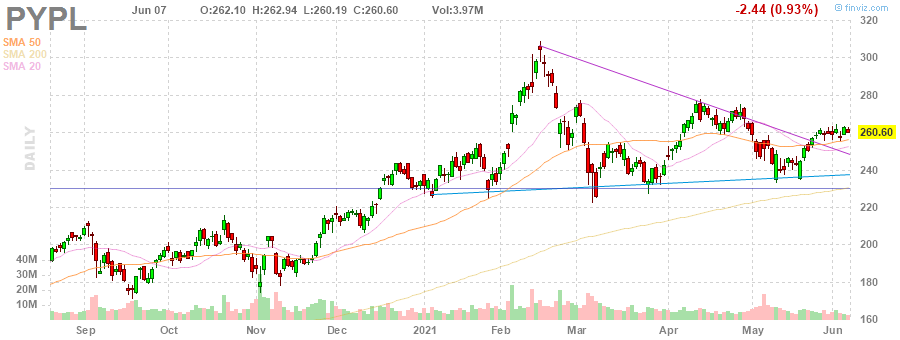 PYPL
Jun 07 O:262.10 H:262.94 L:260.19 C:260.60 Vol:3.97M -2.44 (0.93%)
finviz.com
SMA 50
SMA 200
SMA 20
DAILY
320
300
280
260.60
240
220
200
180
160
40M
30M
20M
10M
Sep Oct Nov Dec 2021 Feb Mar Apr May Jun